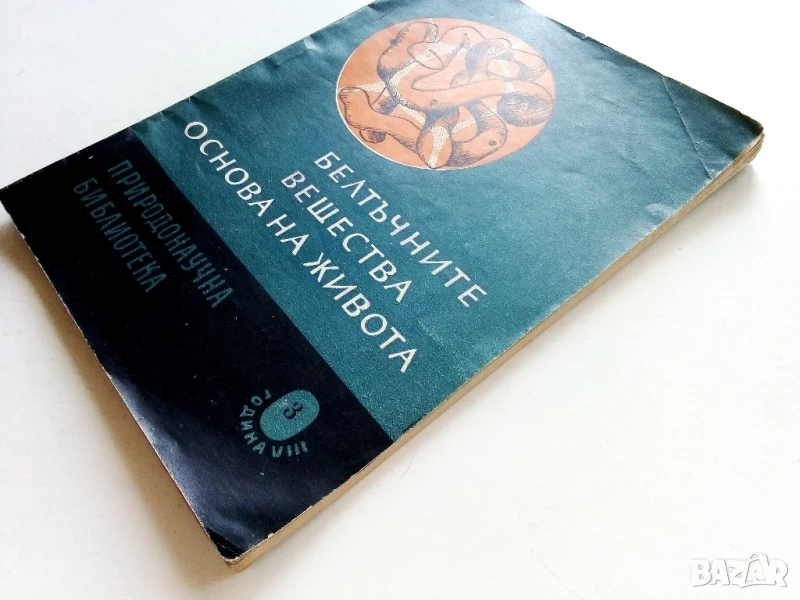 БЕЛТЪЧНИТЕ
ВЕЩЕСТВА
ОСНОВА НА ЖИВОТА
ПРИРОДОНАУЧНА
БИБЛИОТЕКА
3
ГОДИНА VIII
BAZAR